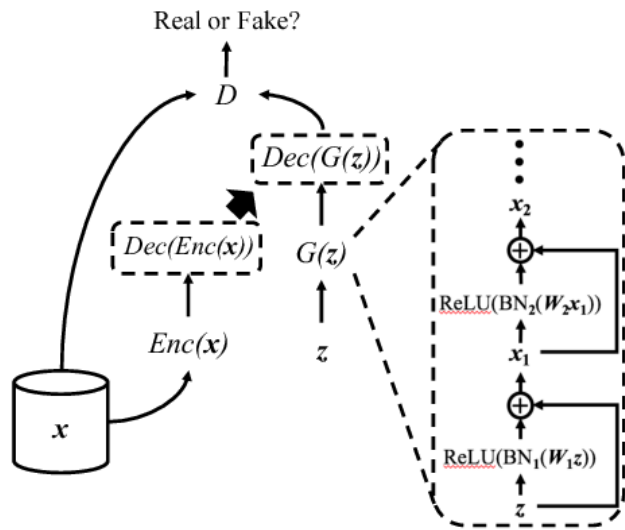 Real or Fake?
D
Dec(G(z))
Dec(Enc(x))
G(z)
Enc(x)
z
x
x₂
ReLU(BN₂(W₂x₁))
x₁
ReLU(BN₁(W₁z))
z